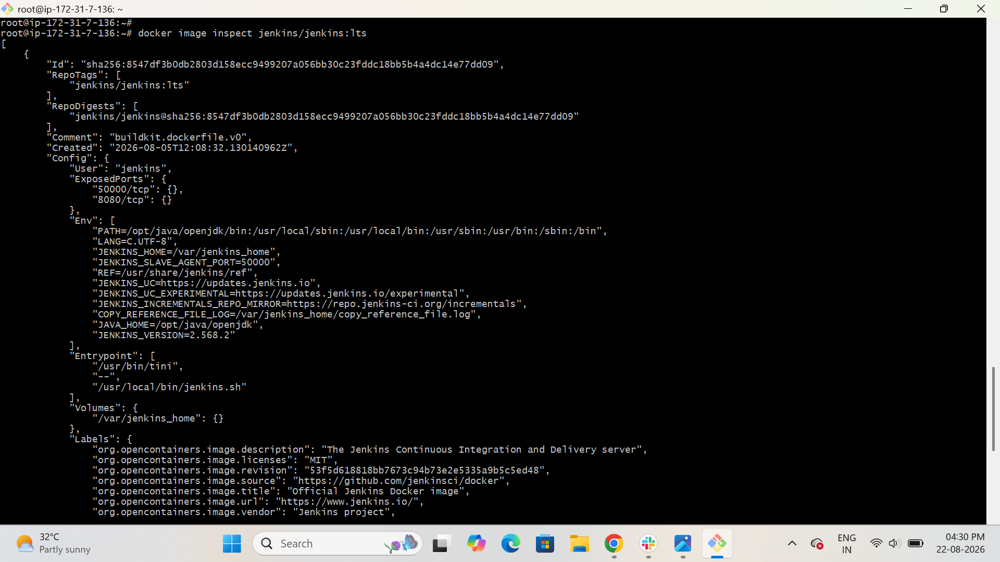 root@ip-172-31-7-136: ~
root@ip-172-31-7-136:~#
root@ip-172-31-7-136:~# docker image inspect jenkins/jenkins:lts
[
    {
        "Id": "sha256:8547df3b0db2803d158ecc9499207a056bb30c23fddc18bb5b4a4dc14e77dd09",
        "RepoTags": [
            "jenkins/jenkins:lts"
        ],
        "RepoDigests": [
            "jenkins/jenkins@sha256:8547df3b0db2803d158ecc9499207a056bb30c23fddc18bb5b4a4dc14e77dd09"
        ],
        "Comment": "buildkit.dockerfile.v0",
        "Created": "2026-08-05T12:08:32.130140962Z",
        "Config": {
            "User": "jenkins",
            "ExposedPorts": {
                "50000/tcp": {},
                "8080/tcp": {}
            },
            "Env": [
                "PATH=/opt/java/openjdk/bin:/usr/local/sbin:/usr/local/bin:/usr/sbin:/usr/bin:/sbin:/bin",
                "LANG=C.UTF-8",
                "JENKINS_HOME=/var/jenkins_home",
                "JENKINS_SLAVE_AGENT_PORT=50000",
                "REF=/usr/share/jenkins/ref",
                "JENKINS_UC=https://updates.jenkins.io",
                "JENKINS_UC_EXPERIMENTAL=https://updates.jenkins.io/experimental",
                "JENKINS_INCREMENTALS_REPO_MIRROR=https://repo.jenkins-ci.org/incrementals",
                "COPY_REFERENCE_FILE_LOG=/var/jenkins_home/copy_reference_file.log",
                "JAVA_HOME=/opt/java/openjdk",
                "JENKINS_VERSION=2.568.2"
            ],
            "Entrypoint": [
                "/usr/bin/tini",
                "--",
                "/usr/local/bin/jenkins.sh"
            ],
            "Volumes": {
                "/var/jenkins_home": {}
            },
            "Labels": {
                "org.opencontainers.image.description": "The Jenkins Continuous Integration and Delivery server",
                "org.opencontainers.image.licenses": "MIT",
                "org.opencontainers.image.revision": "53f5d618818bb7673c94b73e2e5335a9b5c5ed48",
                "org.opencontainers.image.source": "https://github.com/jenkinsci/docker",
                "org.opencontainers.image.title": "Official Jenkins Docker image",
                "org.opencontainers.image.url": "https://www.jenkins.io/",
                "org.opencontainers.image.vendor": "Jenkins project",
32°C
Partly sunny
Search
ENG
IN
04:30 PM
22-08-2026